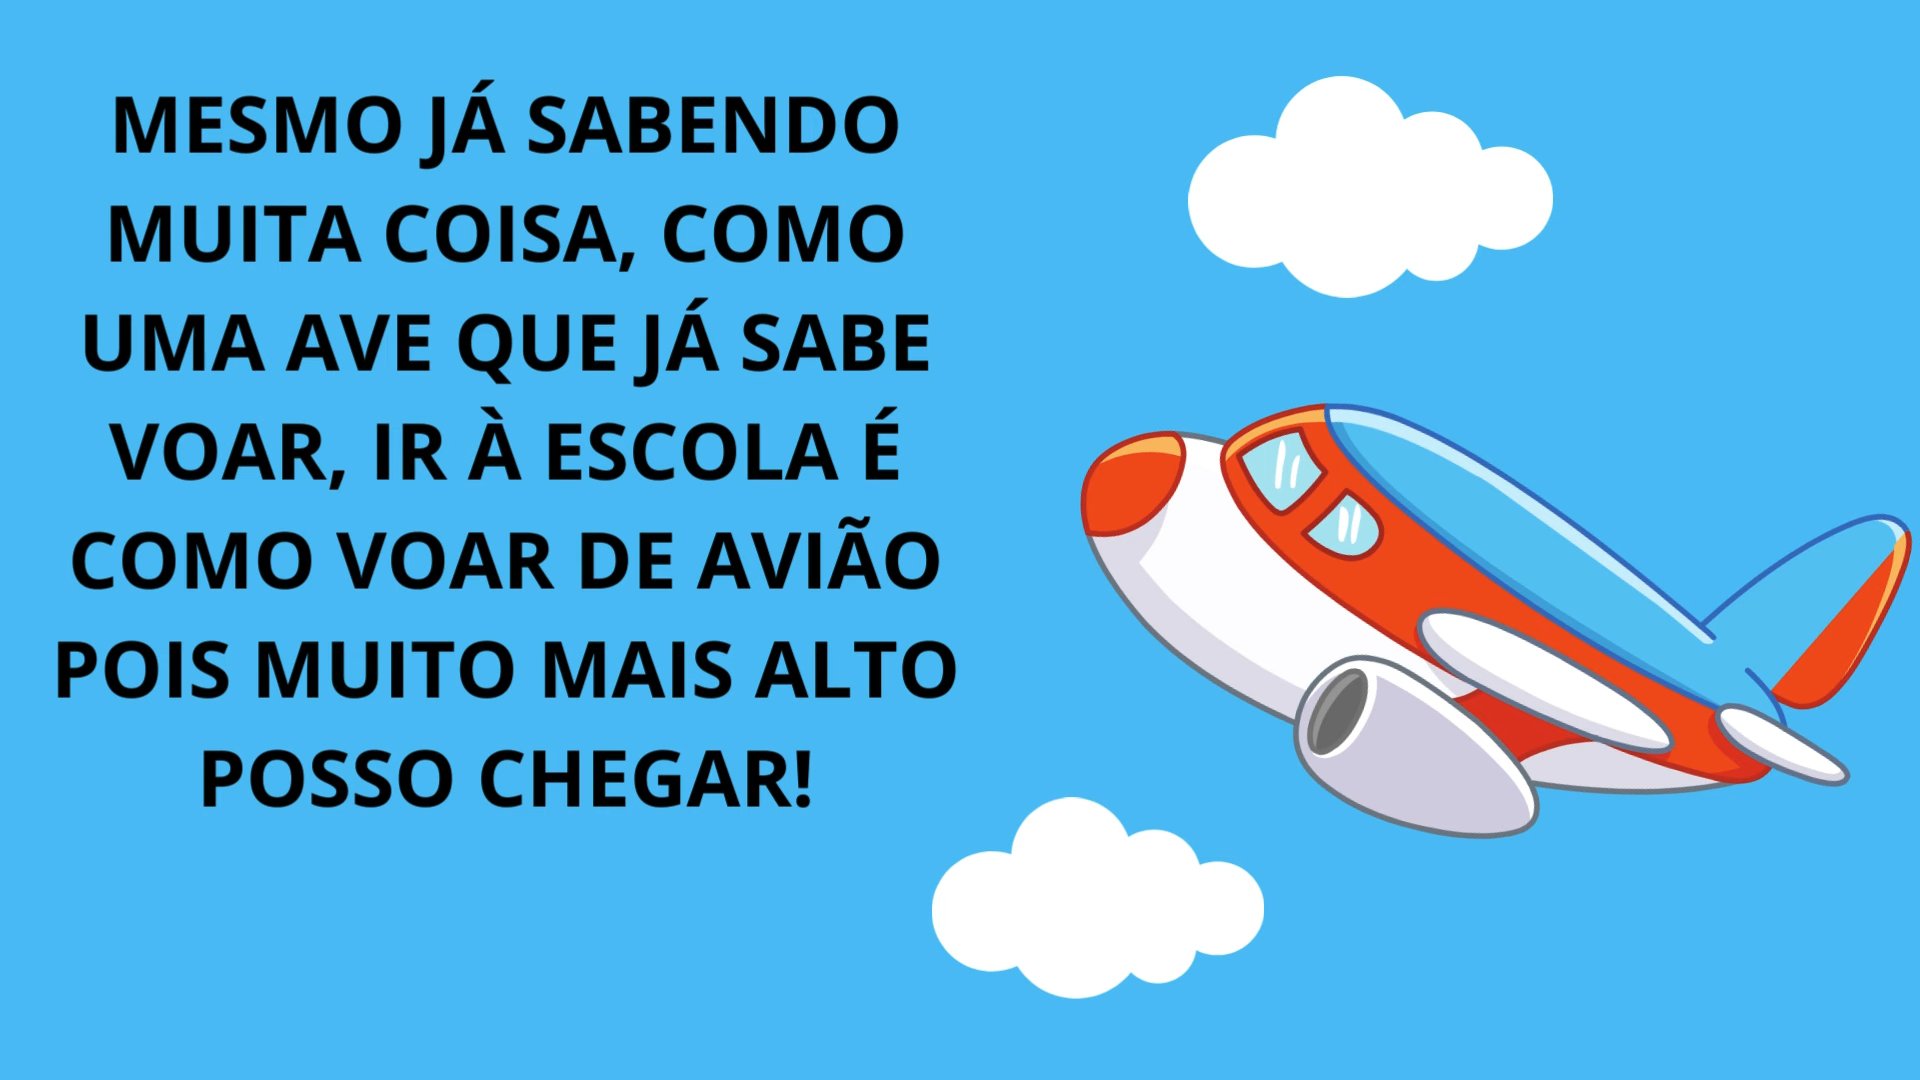 MESMO JÁ SABENDO
MUITA COISA, COMO
UMA AVE QUE JÁ SABE
VOAR, IR À ESCOLA É
COMO VOAR DE AVIÃO
POIS MUITO MAIS ALTO
POSSO CHEGAR!